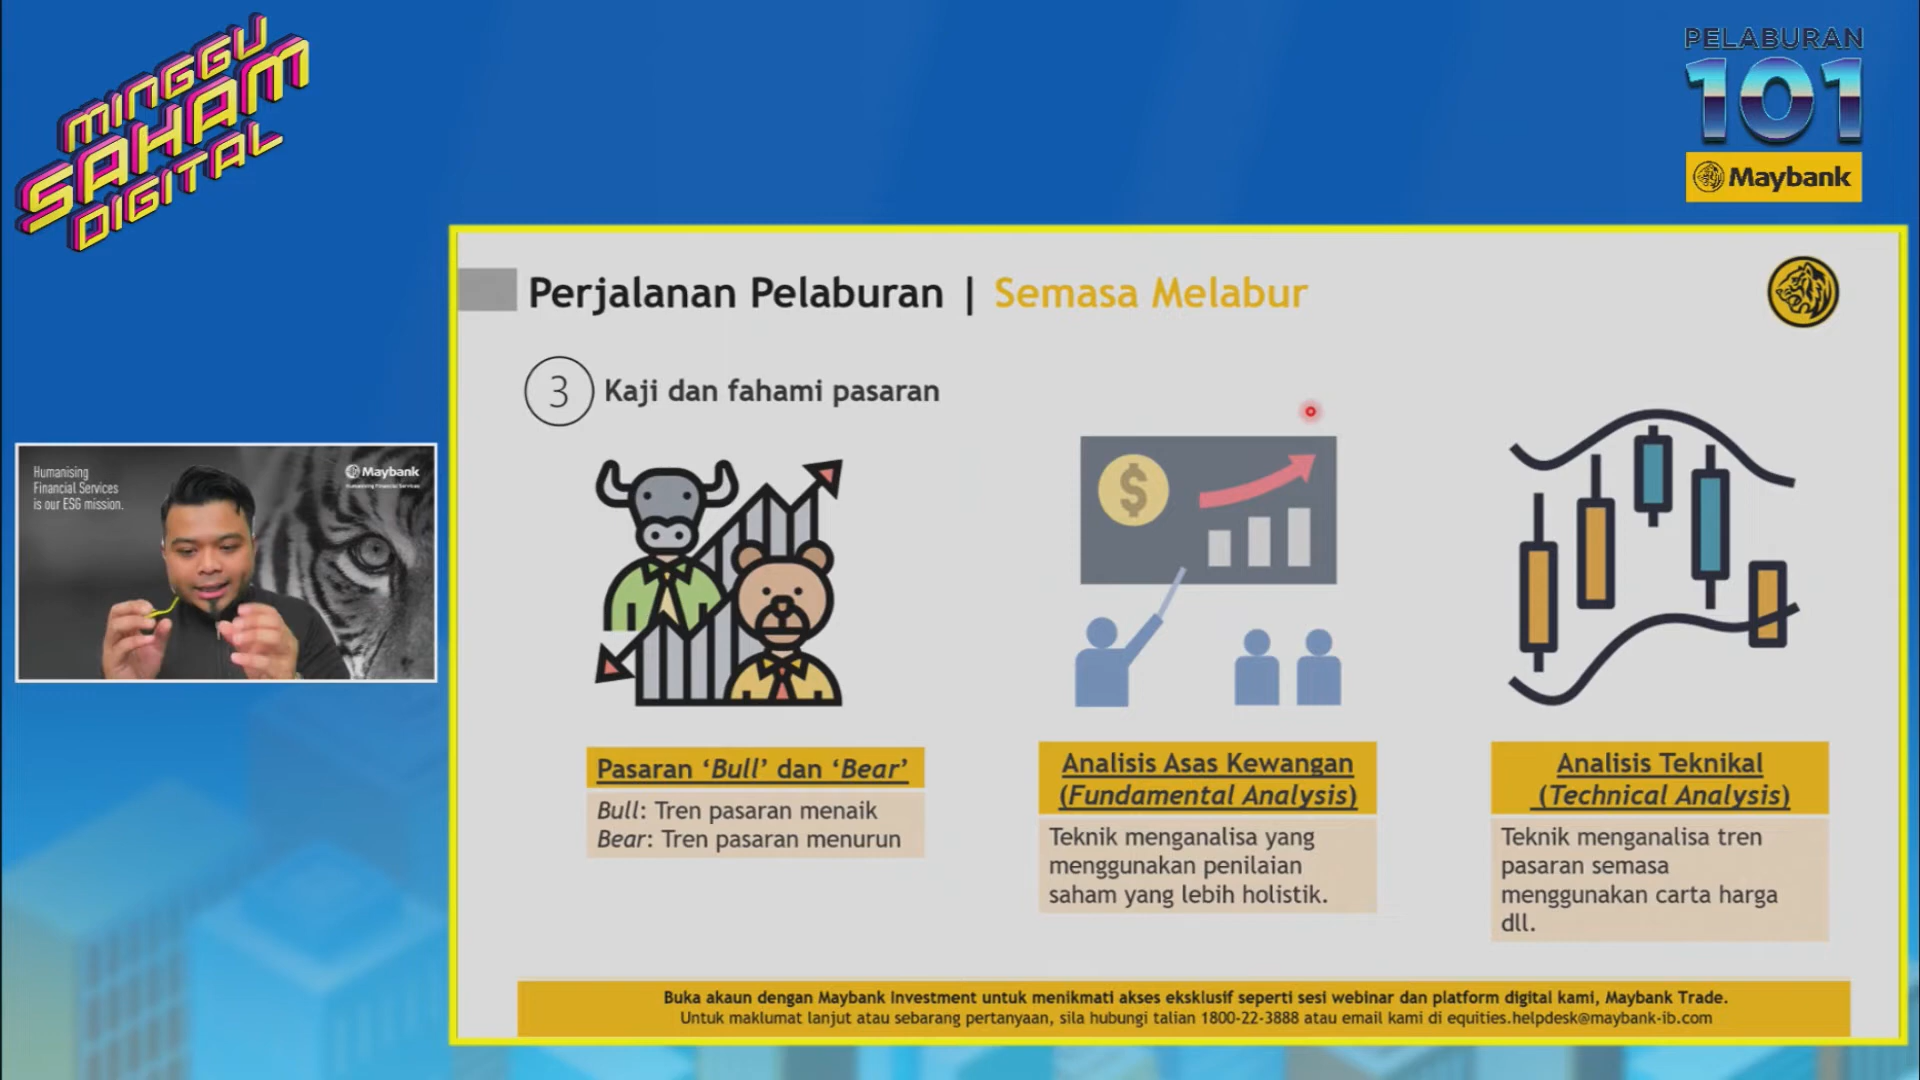 MINGGU
SAHAM
DIGITAL
PELABURAN
101
Maybank
Perjalanan Pelaburan | Semasa Melabur
3 Kaji dan fahami pasaran
Humanising
Financial Services
is our ESG mission.
Maybank
Humanising Financial Services
$
Pasaran ‘Bull’ dan ‘Bear’
Bull: Tren pasaran menaik
Bear: Tren pasaran menurun
Analisis Asas Kewangan
(Fundamental Analysis)
Teknik menganalisa yang
menggunakan penilaian
saham yang lebih holistik.
Analisis Teknikal
(Technical Analysis)
Teknik menganalisa tren
pasaran semasa
menggunakan carta harga
dll.
Buka akaun dengan Maybank Investment untuk menikmati akses eksklusif seperti sesi webinar dan platform digital kami, Maybank Trade.
Untuk maklumat lanjut atau sebarang pertanyaan, sila hubungi talian 1800-22-3888 atau email kami di equities.helpdesk@maybank-ib.com